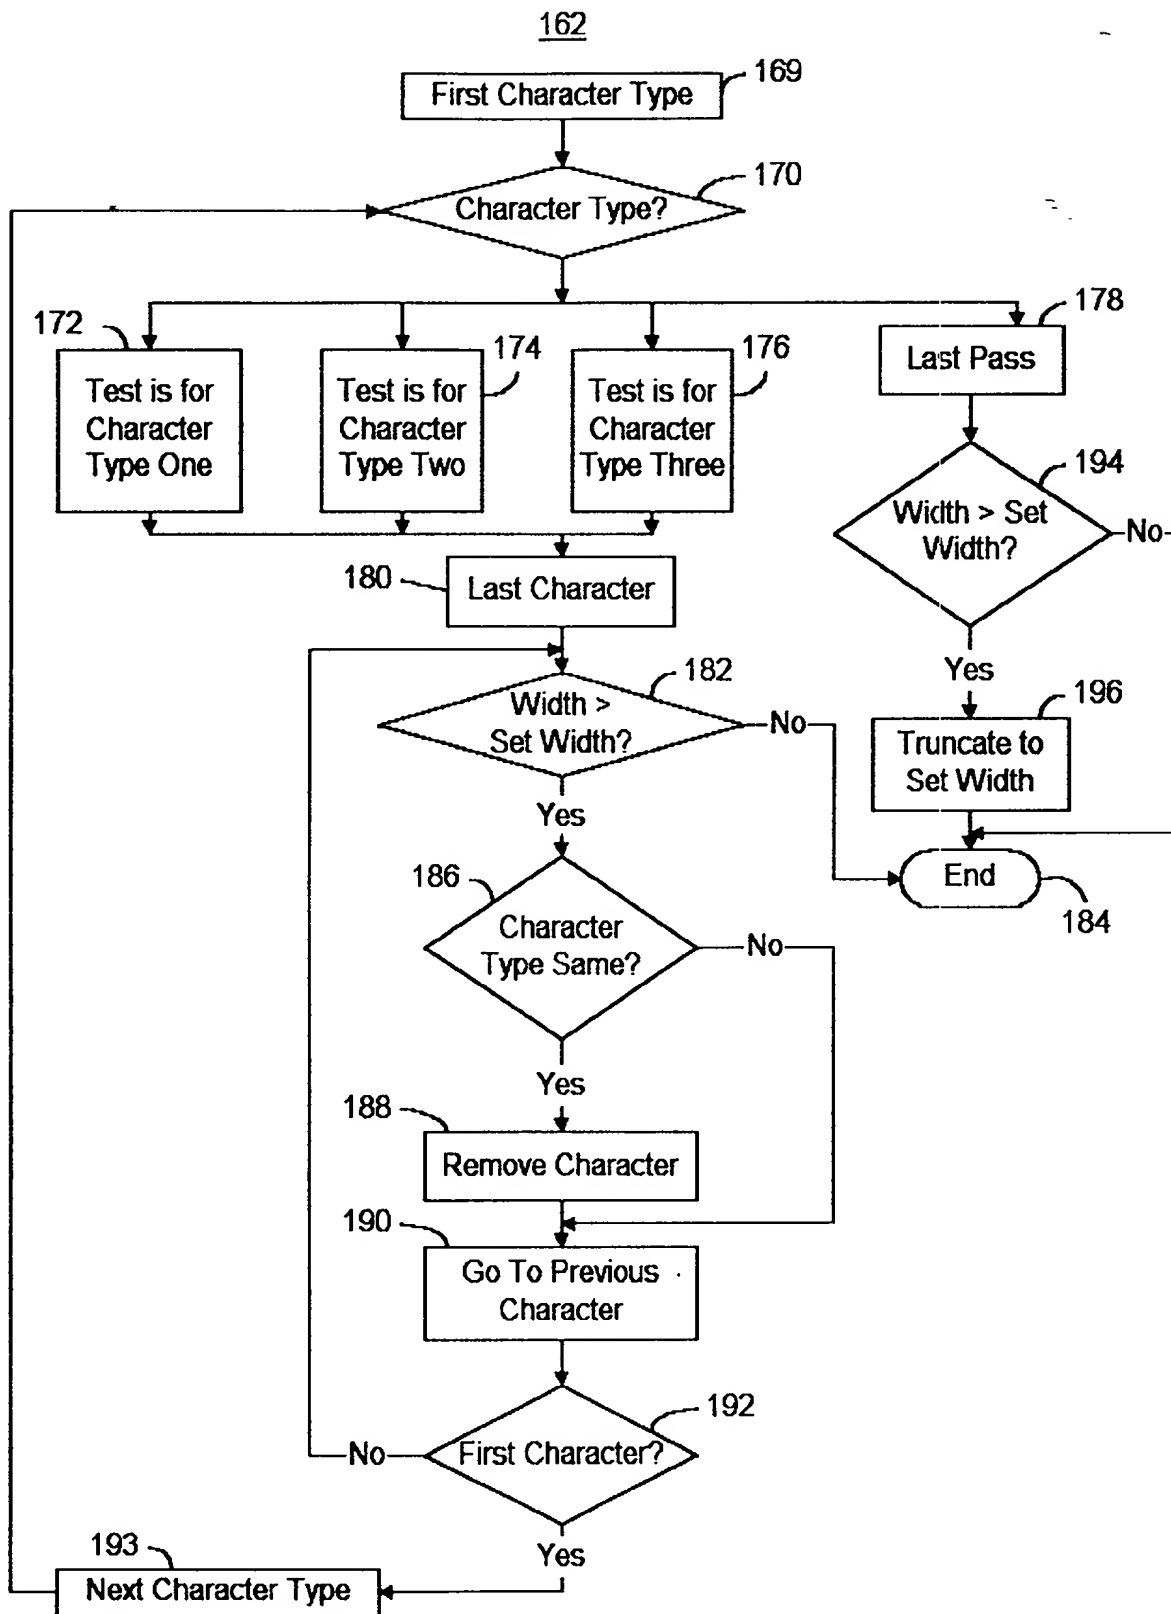 162
First Character Type
169
Character Type?
170
172
Test is for
Character
Type One
174
Test is for
Character
Type Two
176
Test is for
Character
Type Three
178
Last Pass
194
Width > Set
Width?
No
Yes
196
Truncate to
Set Width
End
184
180
Last Character
182
Width >
Set Width?
No
Yes
186
Character
Type Same?
No
Yes
188
Remove Character
190
Go To Previous
Character
192
First Character?
No
Yes
193
Next Character Type